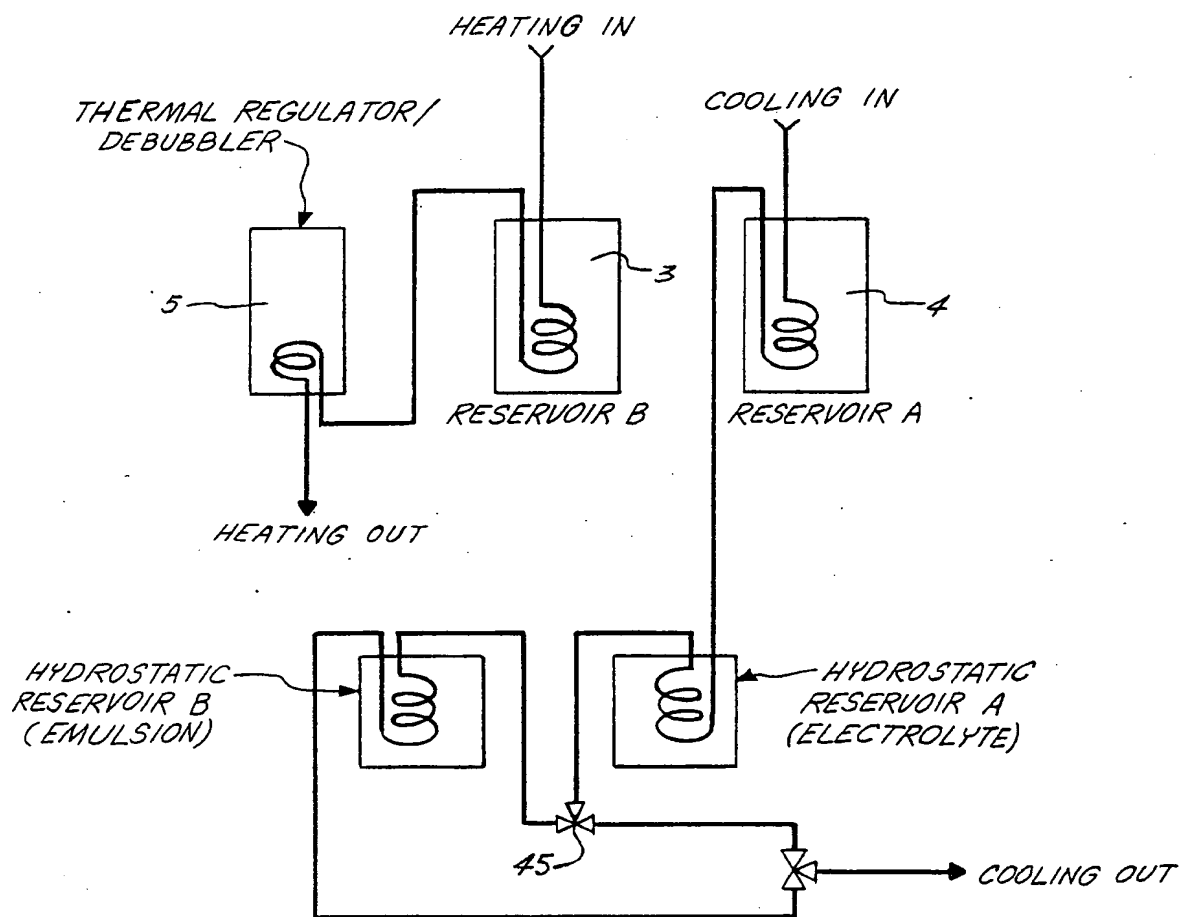 HEATING IN
COOLING IN
THERMAL REGULATOR/
DEBUBBLER
5
3
4
RESERVOIR B
RESERVOIR A
HEATING OUT
HYDROSTATIC
RESERVOIR B
(EMULSION)
HYDROSTATIC
RESERVOIR A
(ELECTROLYTE)
45
COOLING OUT